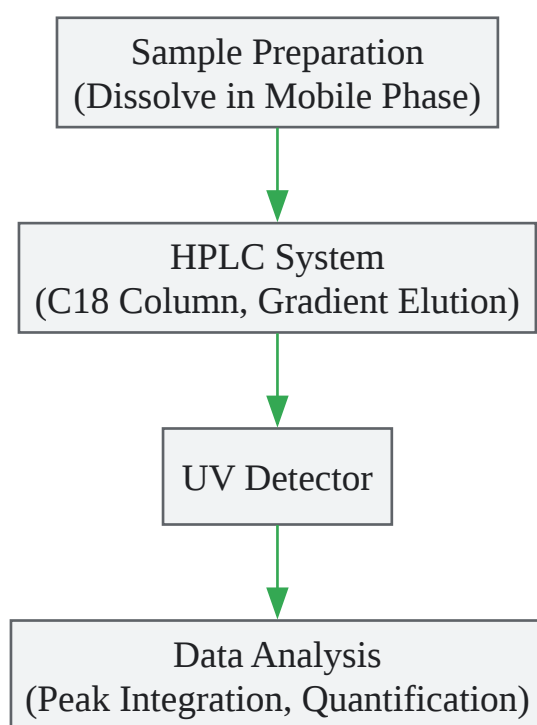 Sample Preparation
(Dissolve in Mobile Phase)
HPLC System
(C18 Column, Gradient Elution)
UV Detector
Data Analysis
(Peak Integration, Quantification)